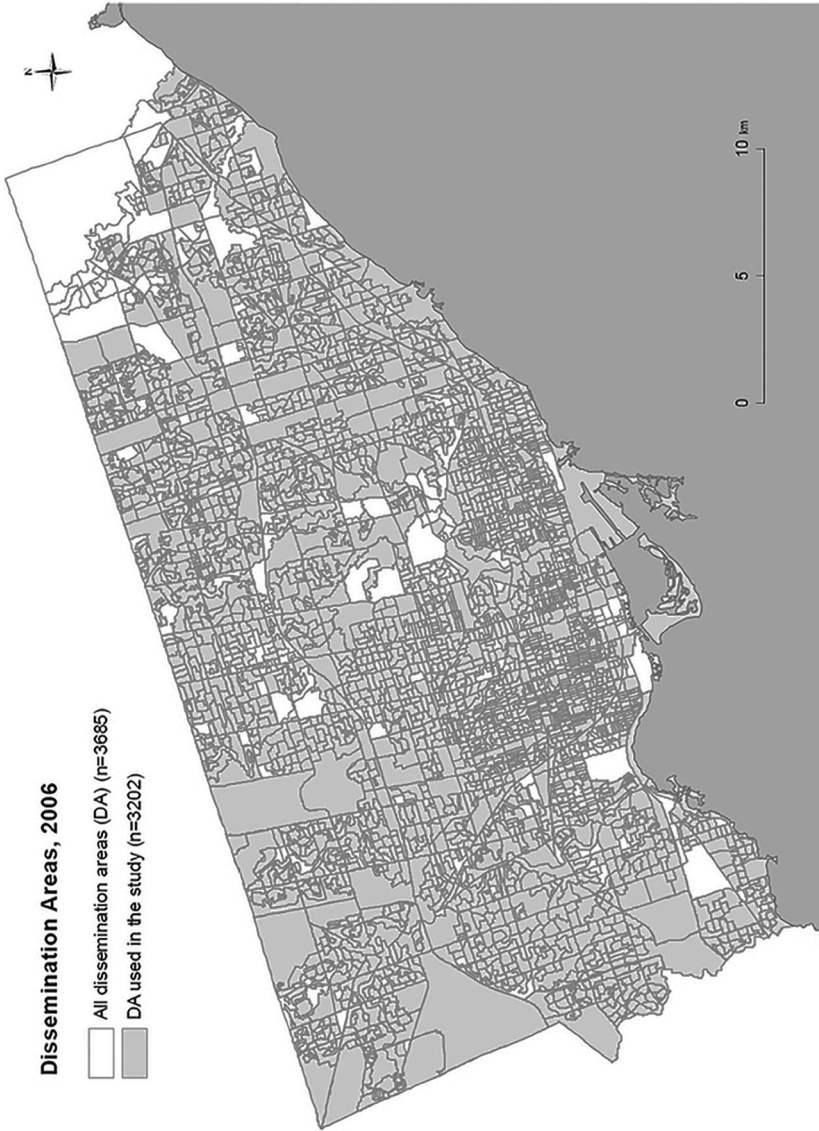 Dissemination Areas, 2006
All dissemination areas (DA) (n=3685)
DA used in the study (n=3202)
N
0 5 10 km